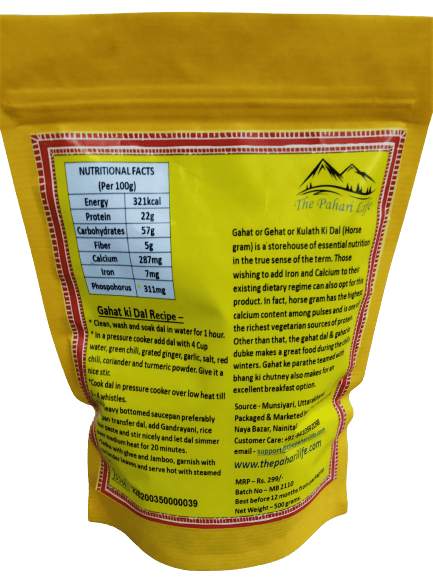 NUTRITIONAL FACTS
(Per 100g)
Energy 321kcal
Protein 22g
Carbohydrates 57g
Fiber 5g
Calcium 287mg
Iron 7mg
Phospohorus 311mg
Gahat ki Dal Recipe –
* Clean, wash and soak dal in water for 1 hour.
* In a pressure cooker add dal with 4 Cup
water, green chili, grated ginger, garlic, salt, red
chili, coriander and turmeric powder. Give it a
nice stir.
*Cook dal in pressure cooker over low heat till
whistles.
heavy bottomed saucepan preferably
pan transfer dal, add Gandrayani, rice
paste and stir nicely and let dal simmer
medium heat for 20 minutes.
with ghee and Jamboo, garnish with
leaves and serve hot with steamed
200350000039
The Pahari Life
Gahat or Gehat or Kulath Ki Dal (Horse
gram) is a storehouse of essential nutrition
in the true sense of the term. Those
wishing to add Iron and Calcium to their
existing dietary regime can also opt for this
product. In fact, horse gram has the highest
calcium content among pulses and is one of
the richest vegetarian sources of protein
Other than that, the gahat dal & gahat
dubke makes a great food during the chilly
winters. Gahat ke parathe teamed with
bhang ki chutney also makes for an
excellent breakfast option.
Source - Munsiyari, Uttarakhand
Packaged & Marketed by
Naya Bazar, Nainital
Customer Care:
email - support@thepaharilife.com
www.thepaharilife.com
MRP – Rs. 299/-
Batch No – MB 2110
Best before 12 months from packaging
Net Weight – 500 grams